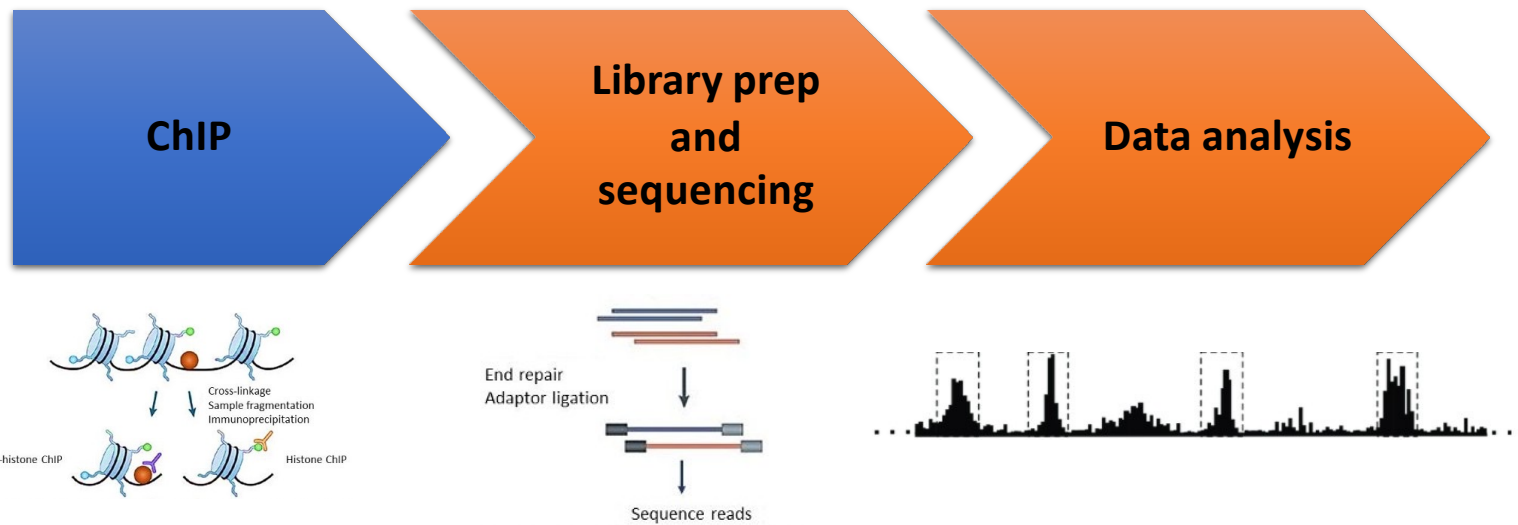 ChIP
Library prep
and
sequencing
Data analysis
Cross-linkage
Sample fragmentation
Immunoprecipitation
-histone ChIP
Histone ChIP
End repair
Adaptor ligation
Sequence reads